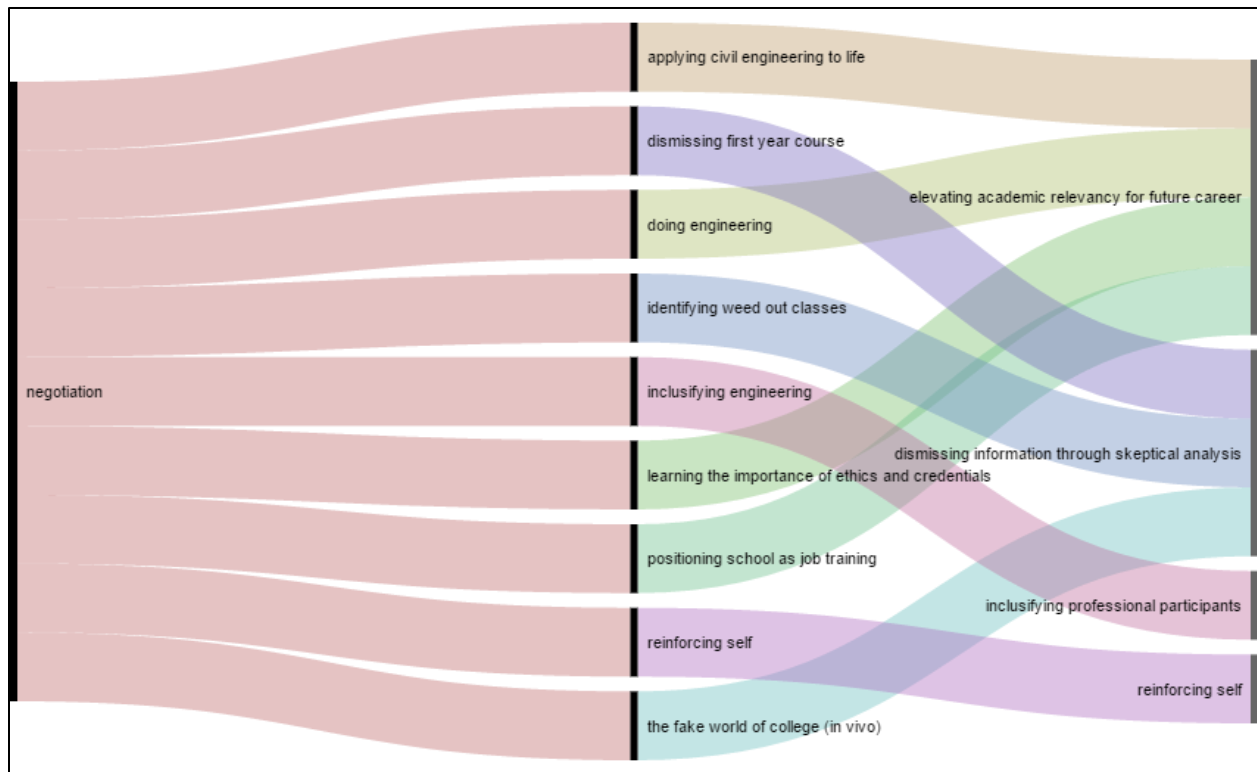 negotiation
applying civil engineering to life
dismissing first year course
doing engineering
identifying weed out classes
inclusifying engineering
learning the importance of ethics and credentials
positioning school as job training
reinforcing self
the fake world of college (in vivo)
elevating academic relevancy for future career
dismissing information through skeptical analysis
inclusifying professional participants
reinforcing self